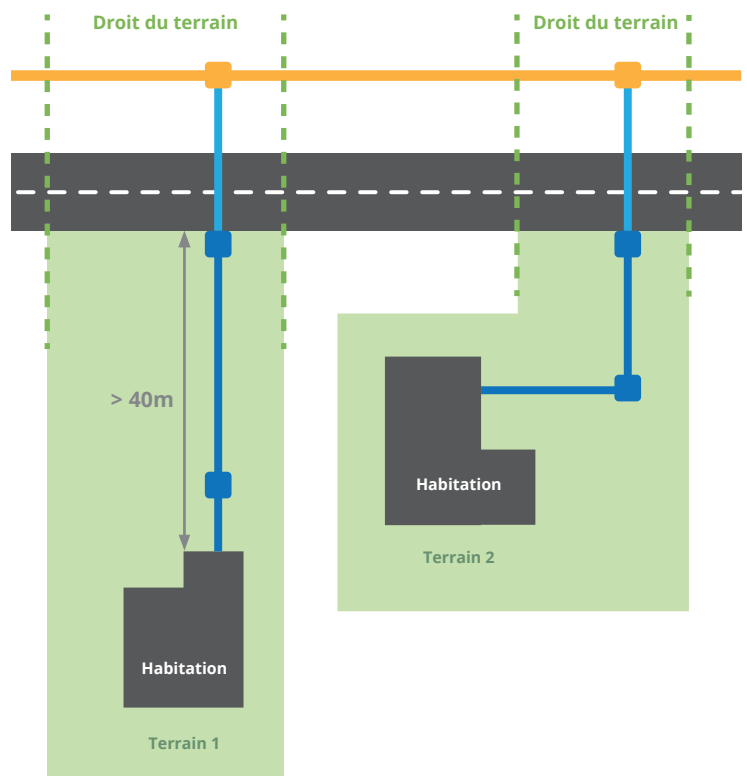 Droit du terrain
Droit du terrain
> 40m
Habitation
Terrain 2
Habitation
Terrain 1